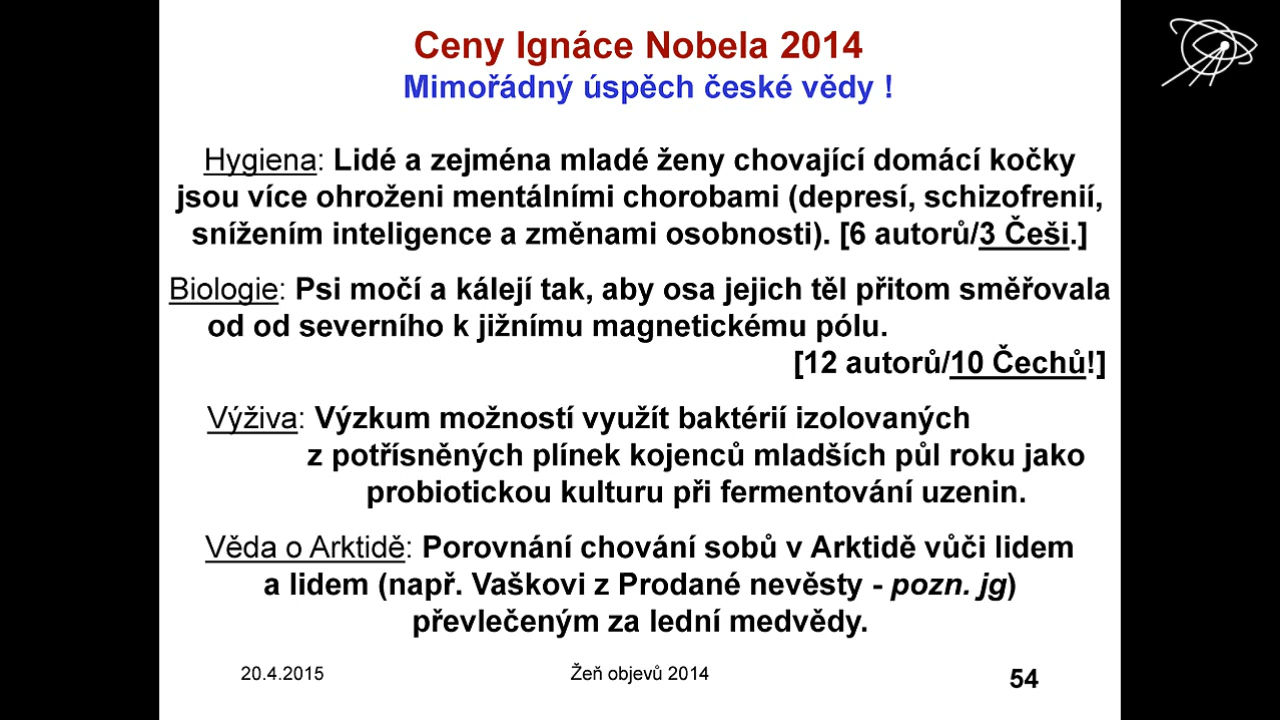 Ceny Ignáce Nobela 2014
Mimořádný úspěch české vědy !
Hygiena: Lidé a zejména mladé ženy chovající domácí kočky
jsou více ohroženi mentálními chorobami (depresí, schizofrenií,
snížením inteligence a změnami osobnosti). [6 autorů/3 Češi.]
Biologie: Psi močí a kálejí tak, aby osa jejich těl přitom směřovala
od od severního k jižnímu magnetickému pólu.
[12 autorů/10 Čechů!]
Výživa: Výzkum možností využít baktérií izolovaných
z potřísněných plínek kojenců mladších půl roku jako
probiotickou kulturu při fermentování uzenin.
Věda o Arktidě: Porovnání chování sobů v Arktidě vůči lidem
a lidem (např. Vaškovi z Prodané nevěsty - pozn. jg)
převlečeným za lední medvědy.
20.4.2015 Žeň objevů 2014 54